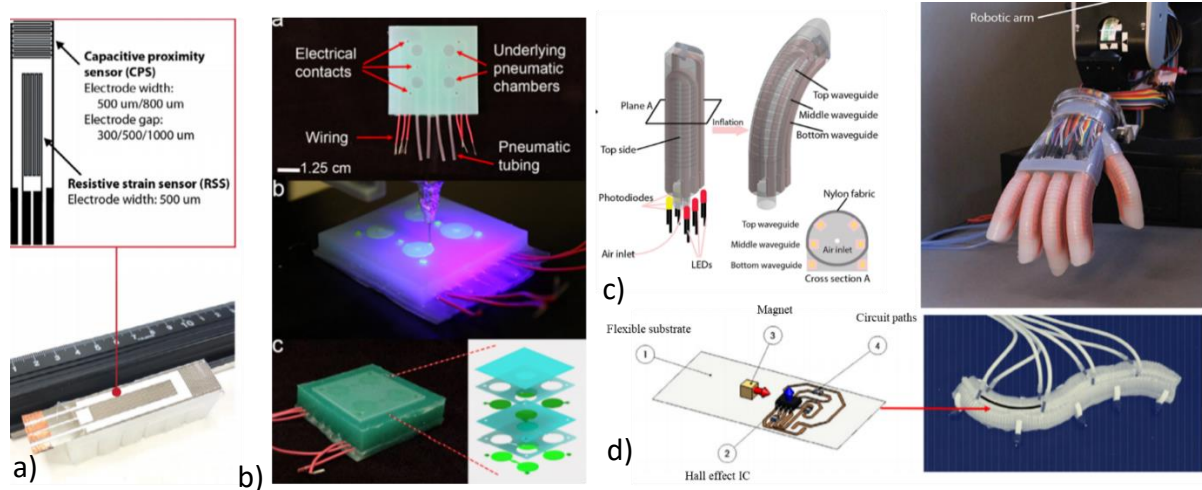 Capacitive proximity
sensor (CPS)
Electrode width:
500 um/800 um
Electrode gap:
300/500/1000 um
Resistive strain sensor (RSS)
Electrode width: 500 um
a)
a
Electrical
contacts
Underlying
pneumatic
chambers
Wiring
Pneumatic
tubing
1.25 cm
b
c
b)
Plane A
Top side
Inflation
Top waveguide
Middle waveguide
Bottom waveguide
Photodiodes
Air inlet
LEDs
Nylon fabric
Top waveguide
Middle waveguide
Bottom waveguide
Air inlet
Cross section A
c)
Robotic arm
Magnet
Flexible substrate
Circuit paths
1
3
4
2
Hall effect IC
d)